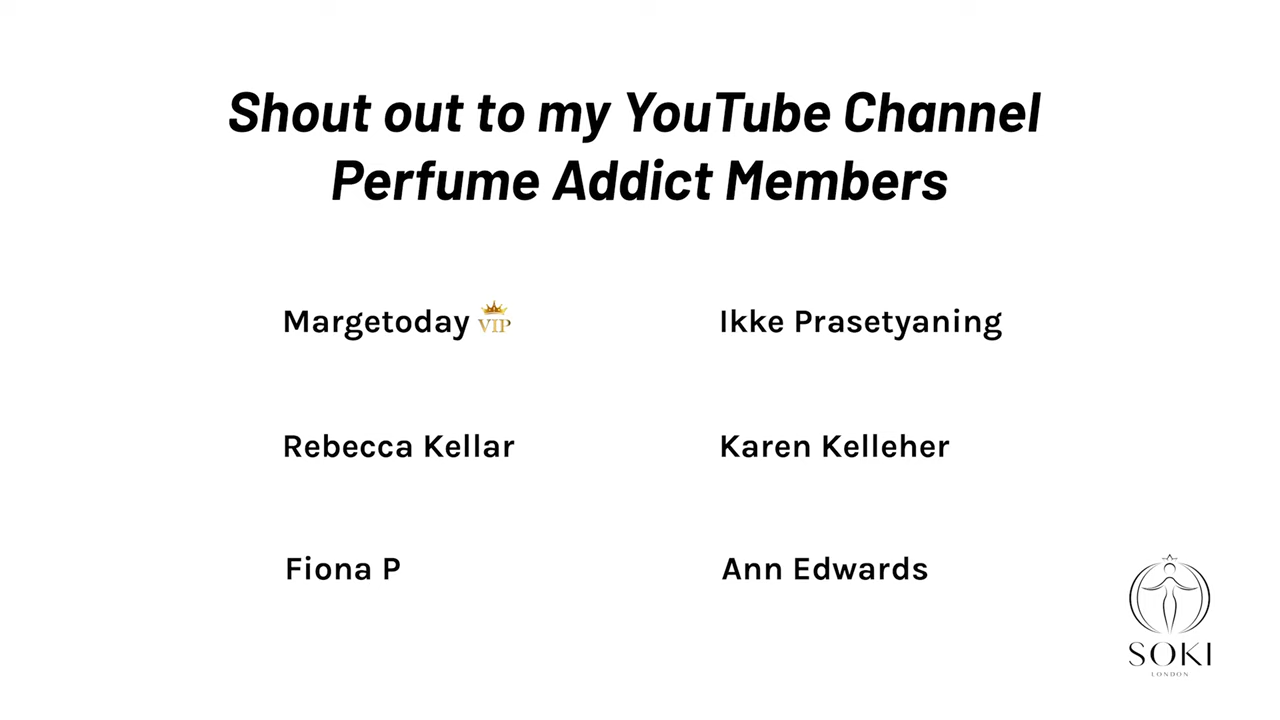 Shout out to my YouTube Channel
Perfume Addict Members
Margetoday VIP
Ikke Prasetyaning
Rebecca Kellar
Karen Kelleher
Fiona P
Ann Edwards
SOKI
LONDON